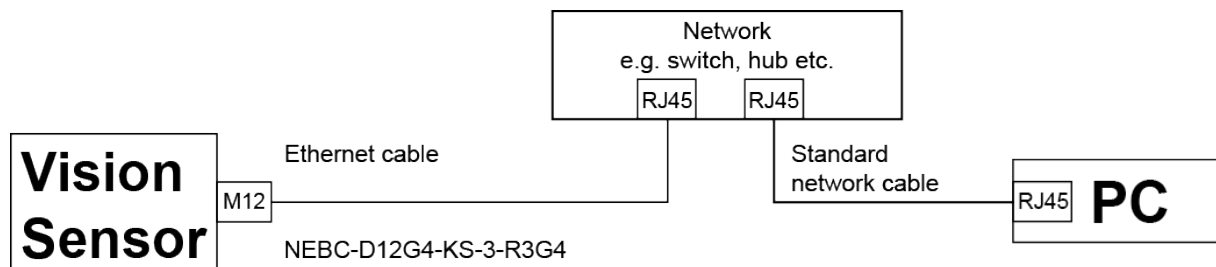 Network
e.g. switch, hub etc.
RJ45
RJ45
Vision
Sensor
M12
Ethernet cable
NEBC-D12G4-KS-3-R3G4
Standard
network cable
RJ45
PC